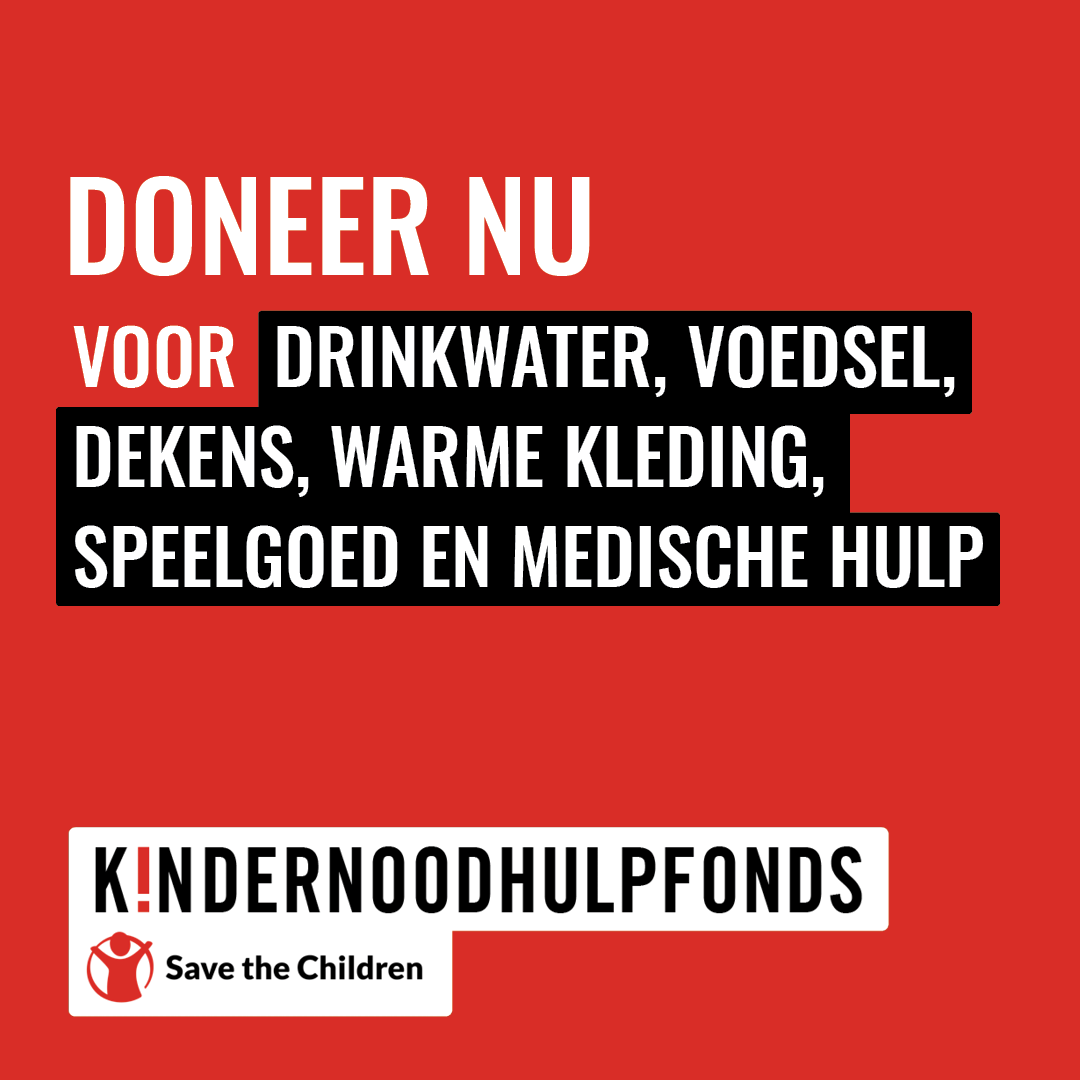 DONEER NU
VOOR DRINKWATER, VOEDSEL,
DEKENS, WARME KLEDING,
SPEELGOED EN MEDISCHE HULP
K!NDERNOODHULPFONDS
Save the Children